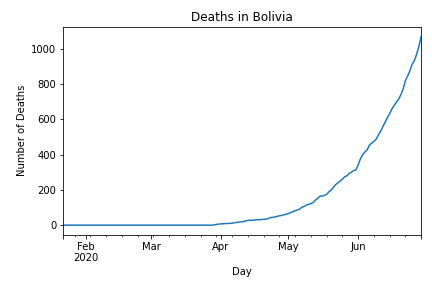 Deaths in Bolivia
1000
800
600
400
200
0
Number of Deaths
Feb
2020
Mar
Apr
May
Jun
Day